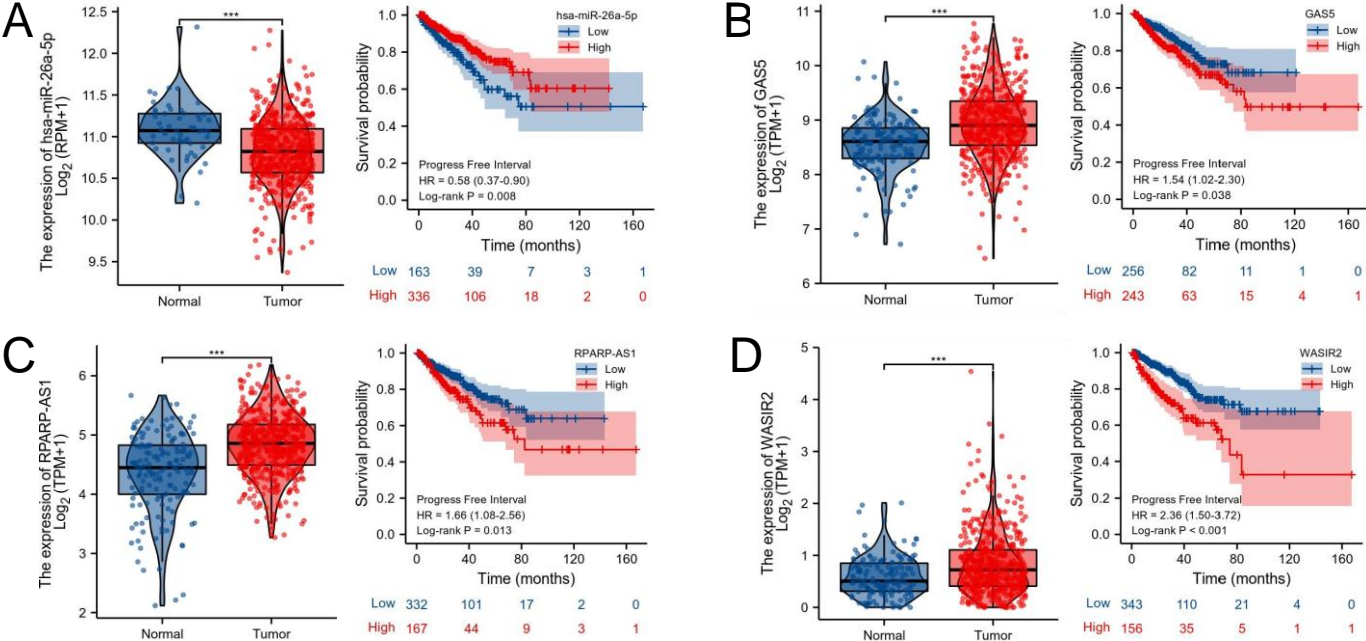 A
The expression of hsa-miR-26a-5p
Log2 (RPM+1)
12.5
12.0
11.5
11.0
10.5
10.0
9.5
***
Normal
Tumor
hsa-miR-26a-5p
Low
High
Survival probability
1.0
0.8
0.6
0.4
0.2
0.0
Progress Free Interval
HR = 0.58 (0.37-0.90)
Log-rank P = 0.008
0 40 80 120 160
Time (months)
Low 163 39 7 3 1
High 336 106 18 2 0
B
The expression of GAS5
Log2 (TPM+1)
11
10
9
8
7
6
***
Normal
Tumor
GAS5
Low
High
Survival probability
1.0
0.8
0.6
0.4
0.2
0.0
Progress Free Interval
HR = 1.54 (1.02-2.30)
Log-rank P = 0.038
0 40 80 120 160
Time (months)
Low 256 82 11 1 0
High 243 63 15 4 1
C
The expression of RPARP-AS1
Log2 (TPM+1)
6
5
4
3
2
***
Normal
Tumor
RPARP-AS1
Low
High
Survival probability
1.0
0.8
0.6
0.4
0.2
0.0
Progress Free Interval
HR = 1.66 (1.08-2.56)
Log-rank P = 0.013
0 40 80 120 160
Time (months)
Low 332 101 17 2 0
High 167 44 9 3 1
D
The expression of WASIR2
Log2 (TPM+1)
5
4
3
2
1
0
***
Normal
Tumor
WASIR2
Low
High
Survival probability
1.0
0.8
0.6
0.4
0.2
0.0
Progress Free Interval
HR = 2.36 (1.50-3.72)
Log-rank P < 0.001
0 40 80 120 160
Time (months)
Low 343 110 21 4 0
High 156 35 5 1 1